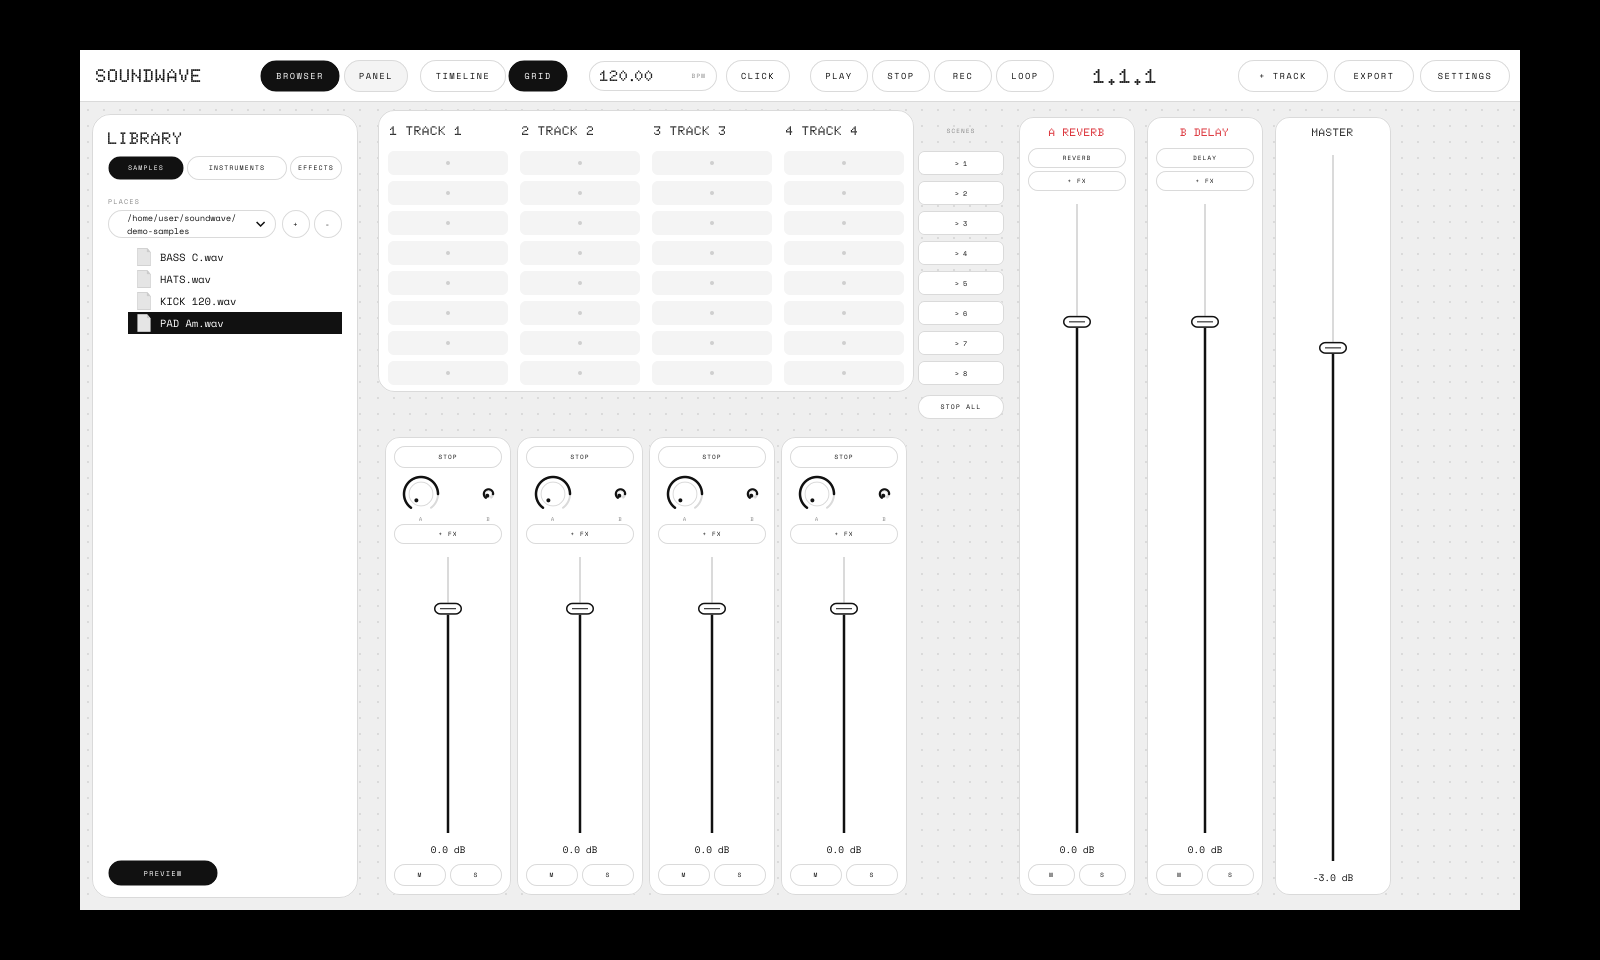 SOUNDWAVE
BROWSER PANEL TIMELINE GRID 120.00 BPM CLICK PLAY STOP REC LOOP 1.1.1 + TRACK EXPORT SETTINGS
LIBRARY
SAMPLES INSTRUMENTS EFFECTS
PLACES
/home/user/soundwave/
demo-samples
+ -
BASS C.wav
HATS.wav
KICK 120.wav
PAD Am.wav
PREVIEW
1 TRACK 1 2 TRACK 2 3 TRACK 3 4 TRACK 4
SCENES
> 1
> 2
> 3
> 4
> 5
> 6
> 7
> 8
STOP ALL
STOP STOP STOP STOP
A B A B A B A B
+ FX + FX + FX + FX
0.0 dB 0.0 dB 0.0 dB 0.0 dB
M S M S M S M S
A REVERB
REVERB
+ FX
0.0 dB
M S
B DELAY
DELAY
+ FX
0.0 dB
M S
MASTER
-3.0 dB